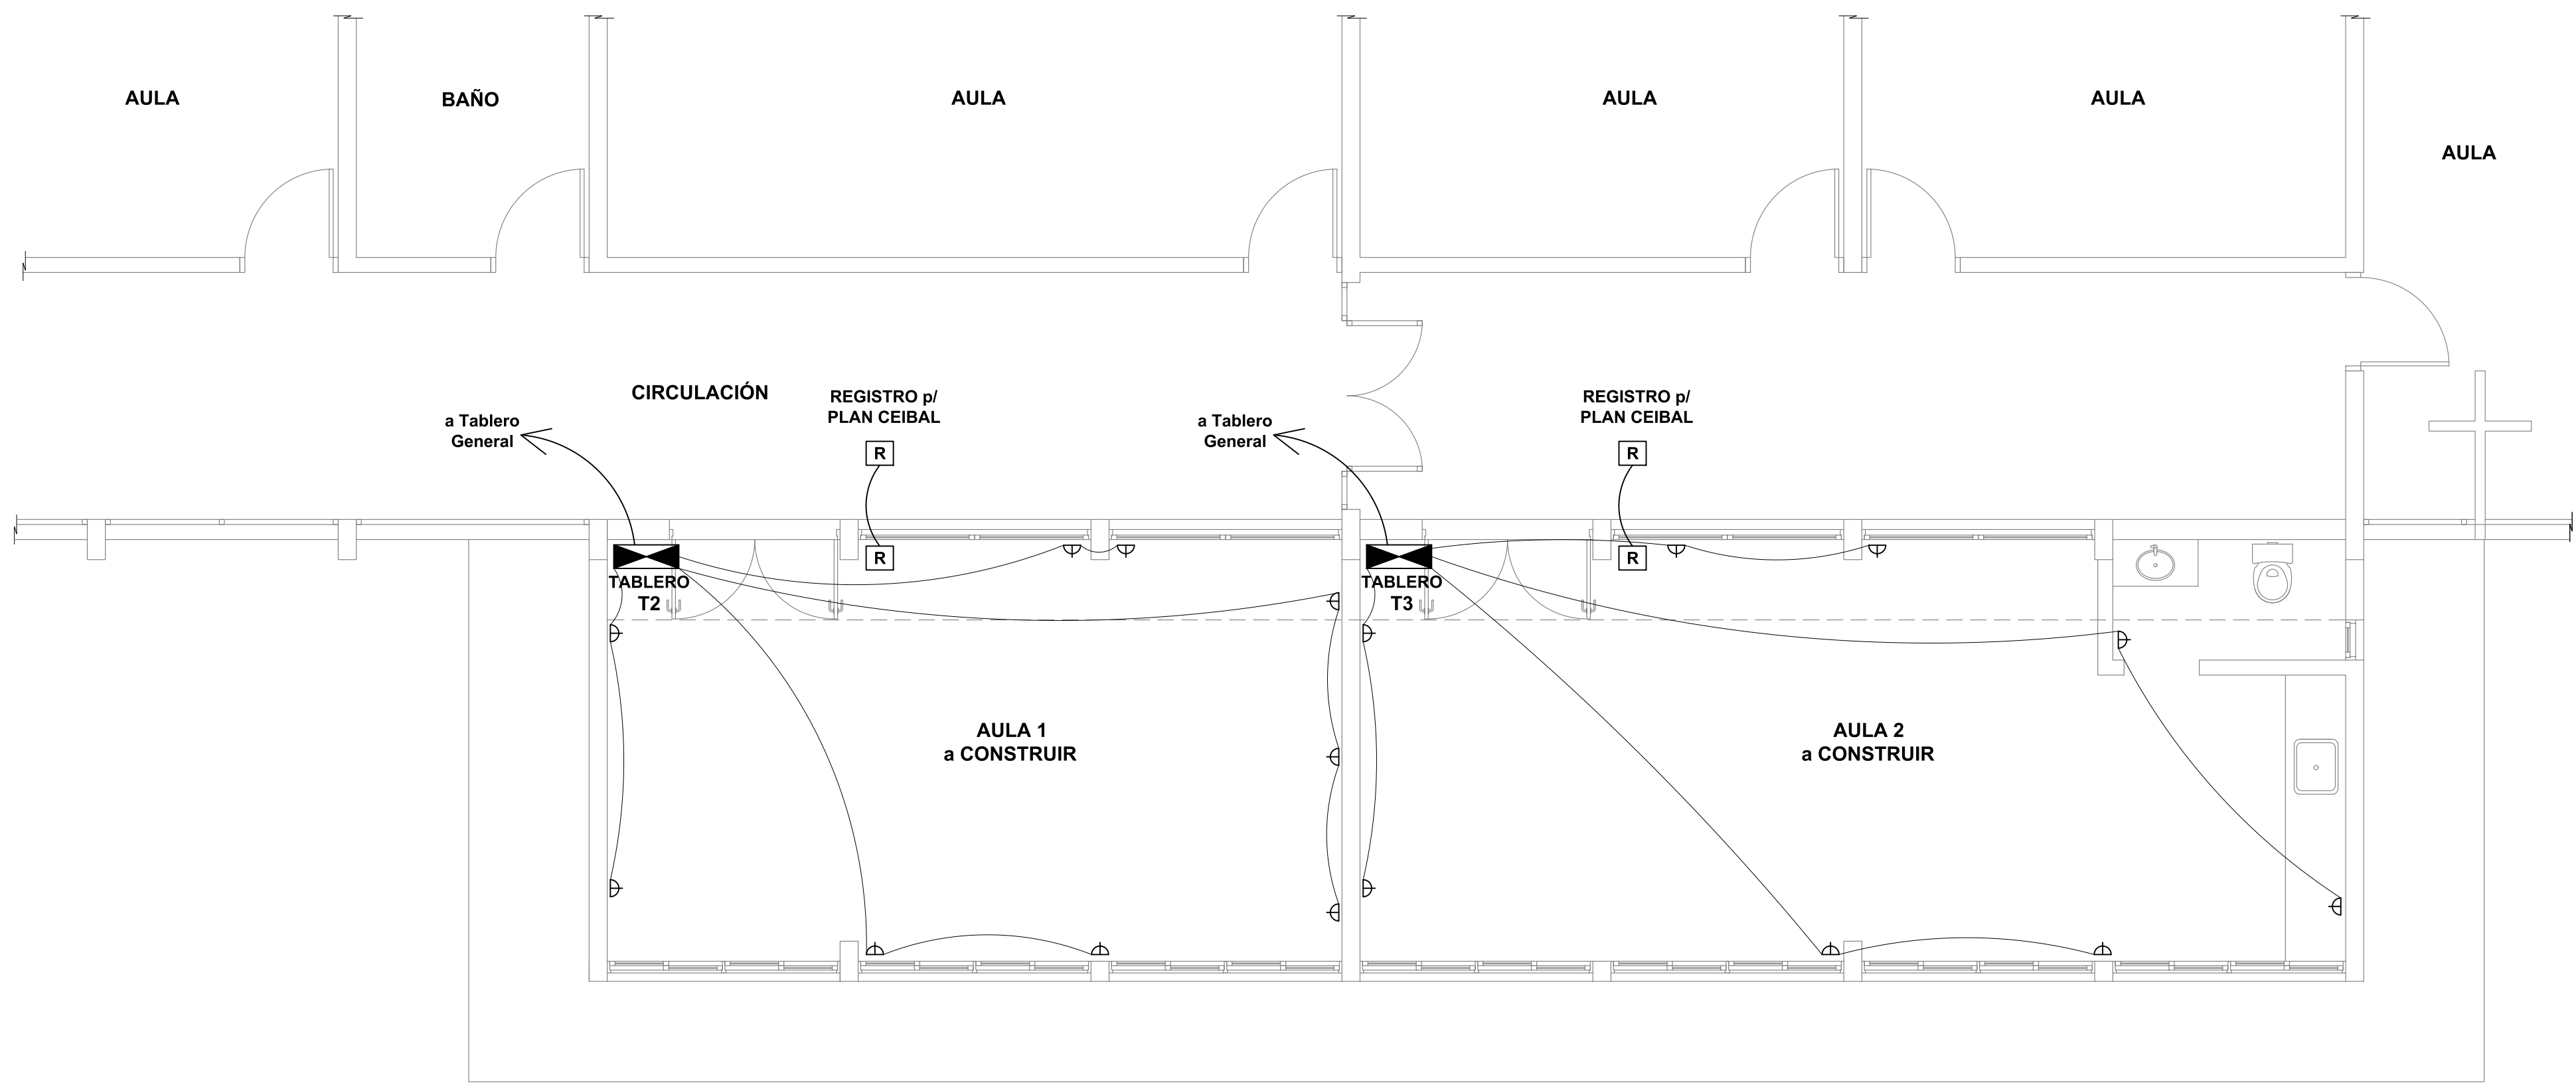 AULA
BAÑO
AULA
AULA
AULA
AULA
CIRCULACIÓN
a Tablero
General
REGISTRO p/
PLAN CEIBAL
R
R
a Tablero
General
REGISTRO p/
PLAN CEIBAL
R
R
TABLERO
T2
TABLERO
T3
AULA 1
a CONSTRUIR
AULA 2
a CONSTRUIR